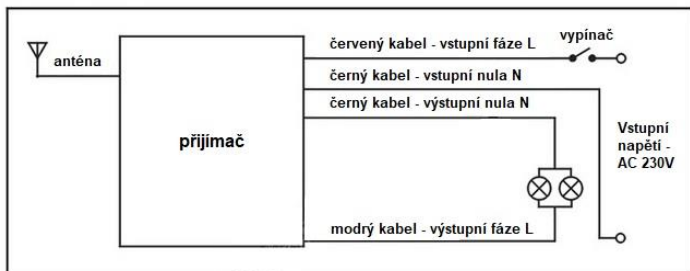 červený kabel - vstupní fáze L
vypínač
anténa
černý kabel - vstupní nula N
černý kabel - výstupní nula N
přijímač
Vstupní
napětí -
AC 230V
modrý kabel - výstupní fáze L